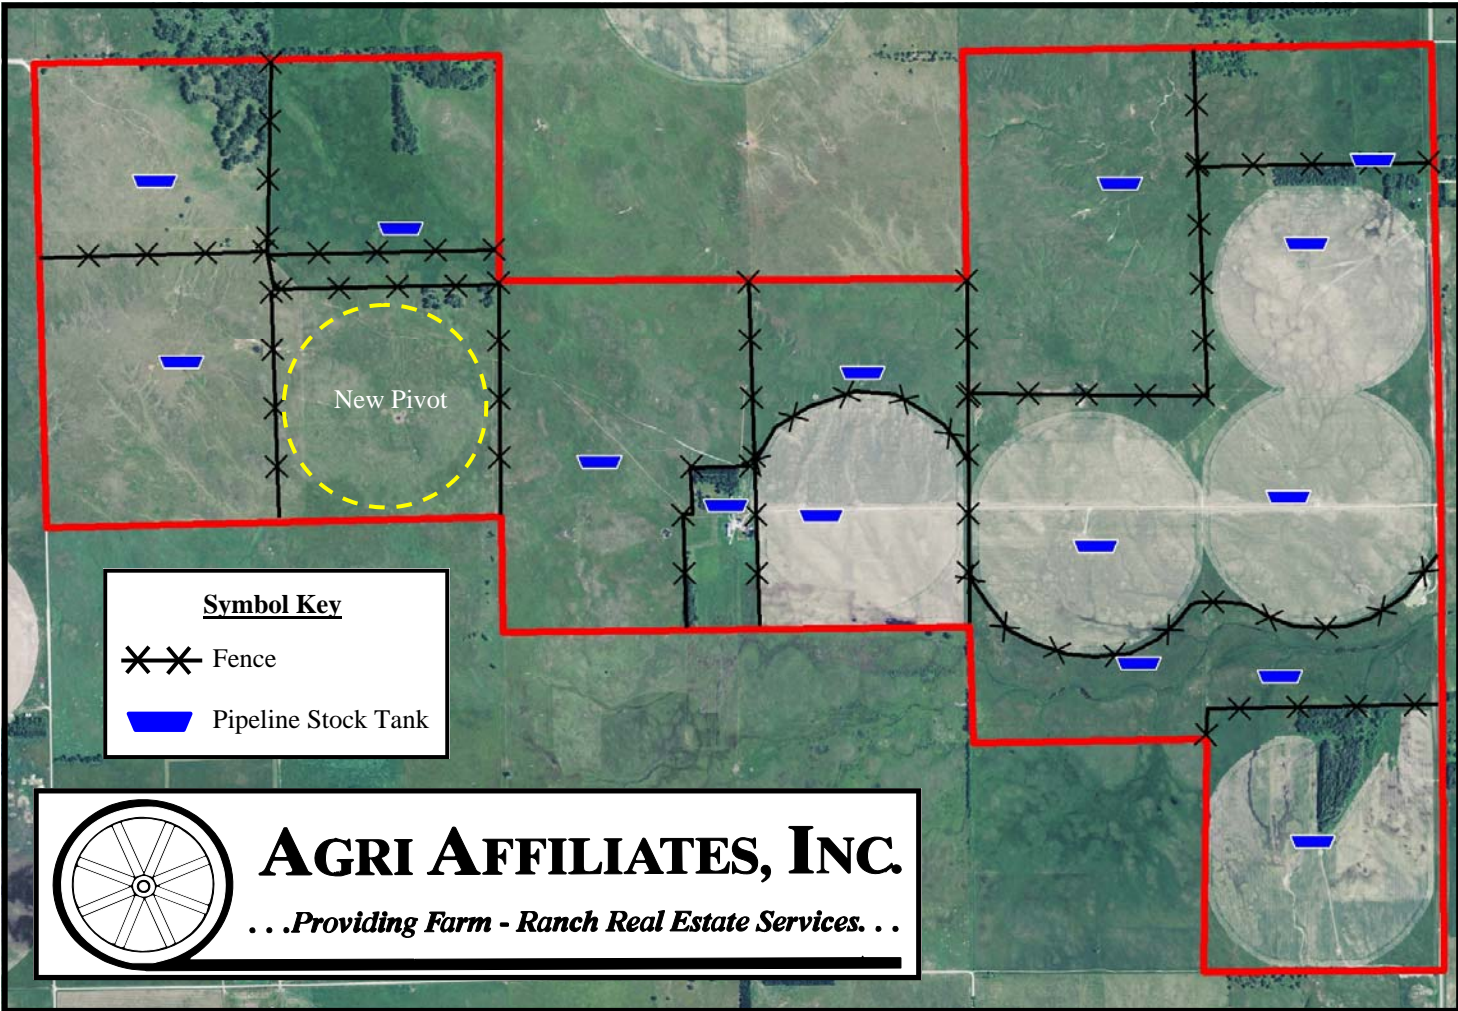 New Pivot
Symbol Key
Fence
Pipeline Stock Tank
AGRI AFFILIATES, INC.
. . .Providing Farm - Ranch Real Estate Services. . .